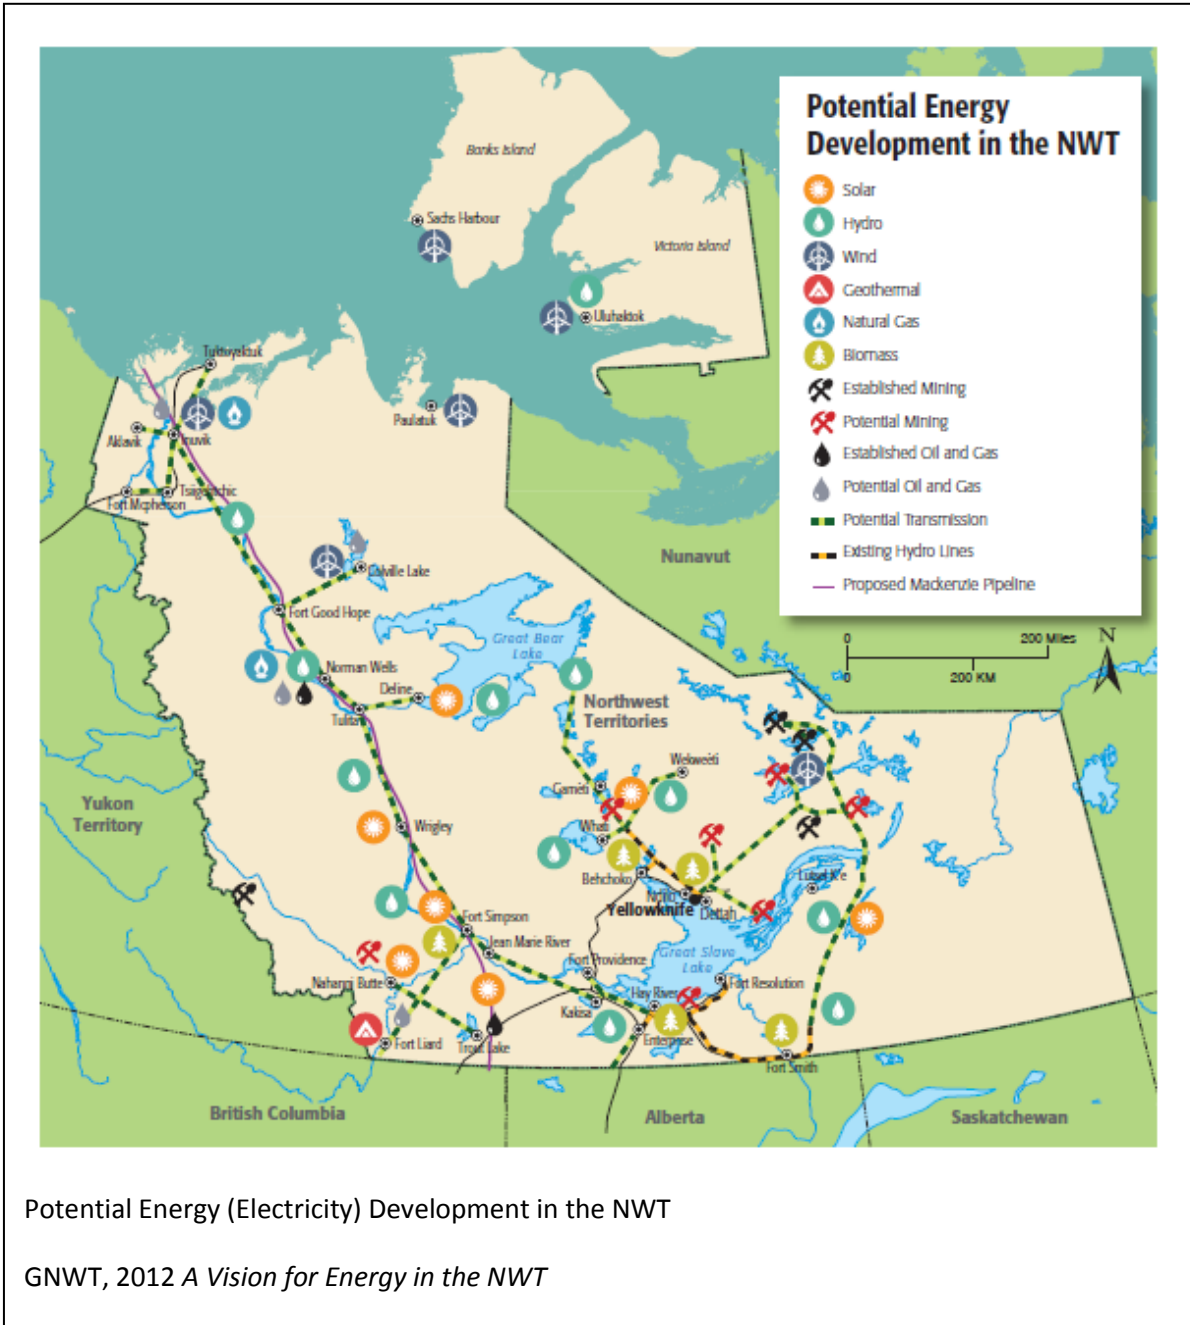 Potential Energy
Development in the NWT
Solar
Hydro
Wind
Geothermal
Natural Gas
Biomass
Established Mining
Potential Mining
Established Oil and Gas
Potential Oil and Gas
Potential Transmission
Existing Hydro Lines
Proposed Mackenzie Pipeline
Banks Island
Sachs Harbour
Victoria Island
Uluhaktok
Tuktoyaktuk
Paulatuk
Aklavik
Inuvik
Tsiigehtchic
Fort Mcpherson
Nunavut
Colville Lake
Fort Good Hope
0
200 Miles
N
200 KM
Great Bear
Lake
Norman Wells
Deline
Tulita
Northwest
Territories
Wekweeti
Gameti
Yukon
Territory
Wrigley
Whati
Behchoko
Lutsel K'e
Ndilo
Yellowknife
Dettah
Fort Simpson
Jean Marie River
Great Slave
Lake
Fort Providence
Nahanni Butte
Hay River
Fort Resolution
Kakisa
Enterprise
Fort Liard
Trout Lake
Fort Smith
British Columbia
Alberta
Saskatchewan
Potential Energy (Electricity) Development in the NWT
GNWT, 2012 A Vision for Energy in the NWT